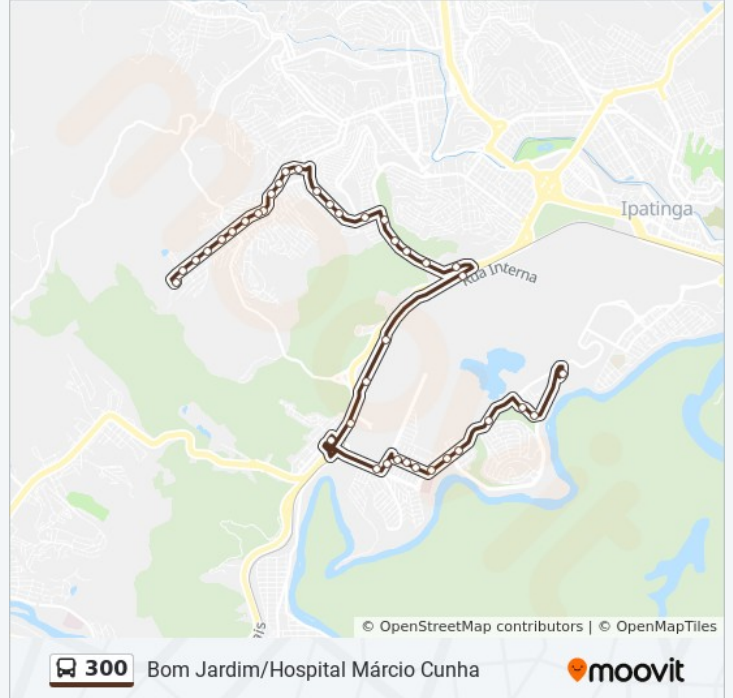 Ipatinga
Rua Interna
© OpenStreetMap contributors | © OpenMapTiles
300 Bom Jardim/Hospital Márcio Cunha
moovit